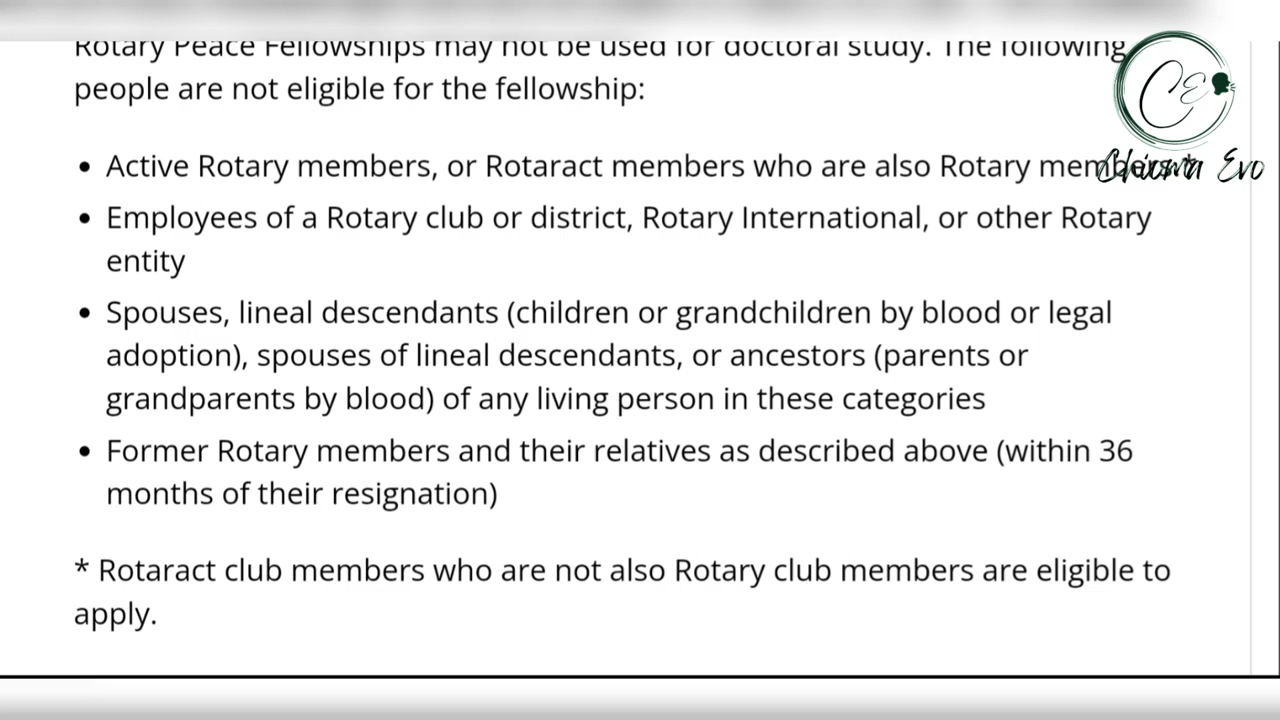 Rotary Peace Fellowships may not be used for doctoral study. The following
people are not eligible for the fellowship:
CE
• Active Rotary members, or Rotaract members who are also Rotary members*
Chioma Evo
• Employees of a Rotary club or district, Rotary International, or other Rotary
entity
• Spouses, lineal descendants (children or grandchildren by blood or legal
adoption), spouses of lineal descendants, or ancestors (parents or
grandparents by blood) of any living person in these categories
• Former Rotary members and their relatives as described above (within 36
months of their resignation)
* Rotaract club members who are not also Rotary club members are eligible to
apply.